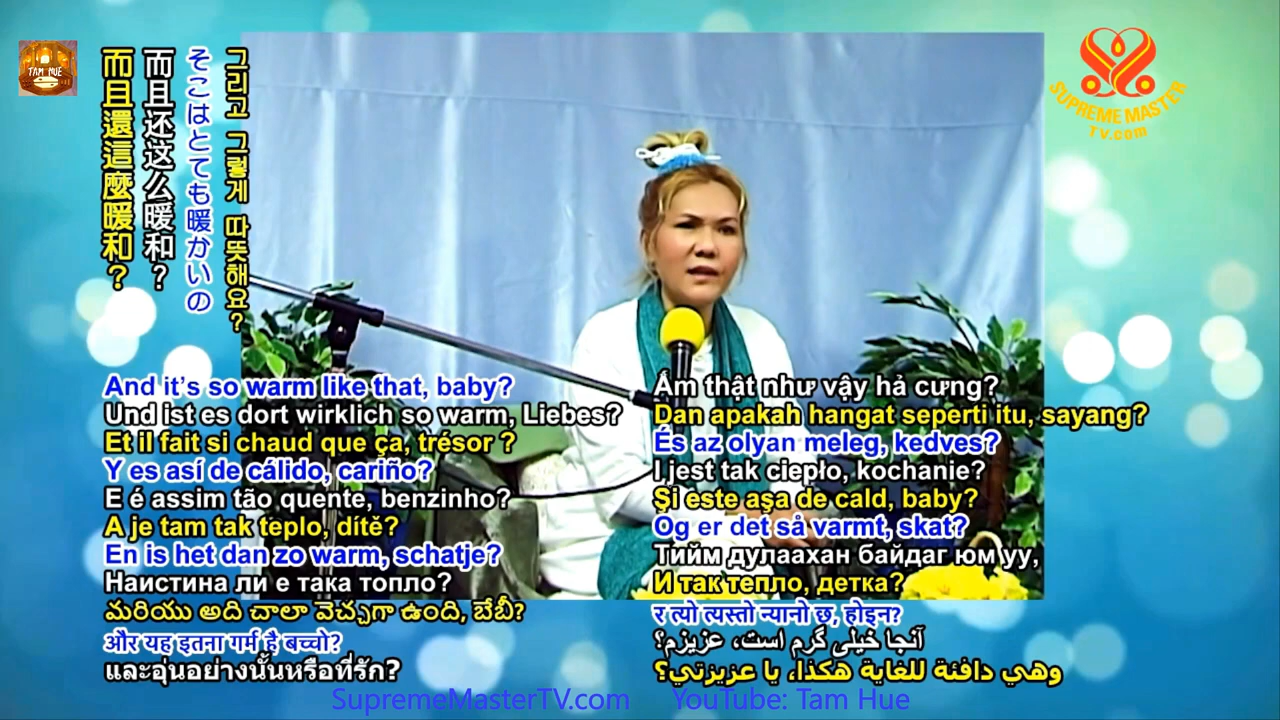 TAM HUE
SUPREME MASTER
TV.com
而且還這麼暖和？
而且还这么暖和？
そこはとても暖かいの
그리고 그렇게 따뜻해요?
And it’s so warm like that, baby?
Und ist es dort wirklich so warm, Liebes?
Et il fait si chaud que ça, trésor ?
Y es así de cálido, cariño?
E é assim tão quente, benzinho?
A je tam tak teplo, dítě?
En is het dan zo warm, schatje?
Наистина ли е така топло?
మరియు అది చాలా వెచ్చగా ఉంది, బేబీ?
और यह इतना गर्म है बच्चो?
และอุ่นอย่างนั้นหรือที่รัก?
Ấm thật như vậy hả cưng?
Dan apakah hangat seperti itu, sayang?
És az olyan meleg, kedves?
I jest tak ciepło, kochanie?
Şi este aşa de cald, baby?
Og er det så varmt, skat?
Тийм дулаахан байдаг юм уу,
И так тепло, детка?
र त्यो त्यस्तो न्यानो छ, होइन?
آنجا خیلی گرم است، عزیزم؟
وهي دافئة للغاية هكذا، يا عزيزتي؟
SupremeMasterTV.com
YouTube: Tam Hue